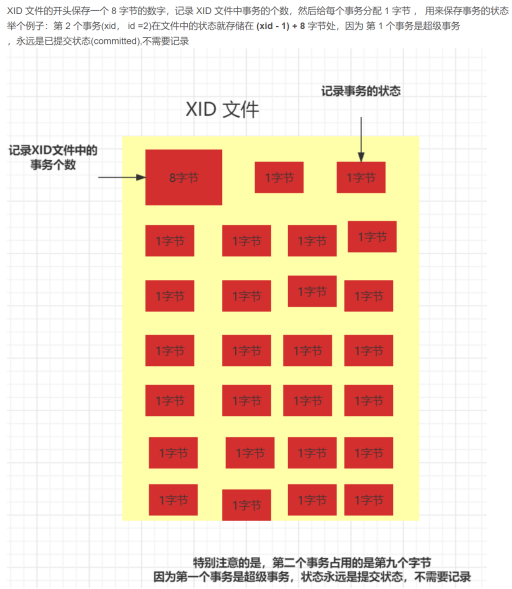 XID 文件的开头保存一个 8 字节的数字，记录 XID 文件中事务的个数，然后给每个事务分配 1 字节 ， 用来保存事务的状态
举个例子：第 2 个事务(xid， id =2)在文件中的状态就存储在 (xid - 1) + 8 字节处，因为 第 1 个事务是超级事务
，永远是已提交状态(committed),不需要记录
记录事务的状态
XID 文件
记录XID文件中的
事务个数
8字节 1字节 1字节
1字节 1字节 1字节 1字节
1字节 1字节 1字节 1字节
1字节 1字节 1字节 1字节
1字节 1字节 1字节 1字节
1字节 1字节 1字节 1字节
1字节 1字节 1字节 1字节
特别注意的是，第二个事务占用的是第九个字节
因为第一个事务是超级事务，状态永远是提交状态，不需要记录